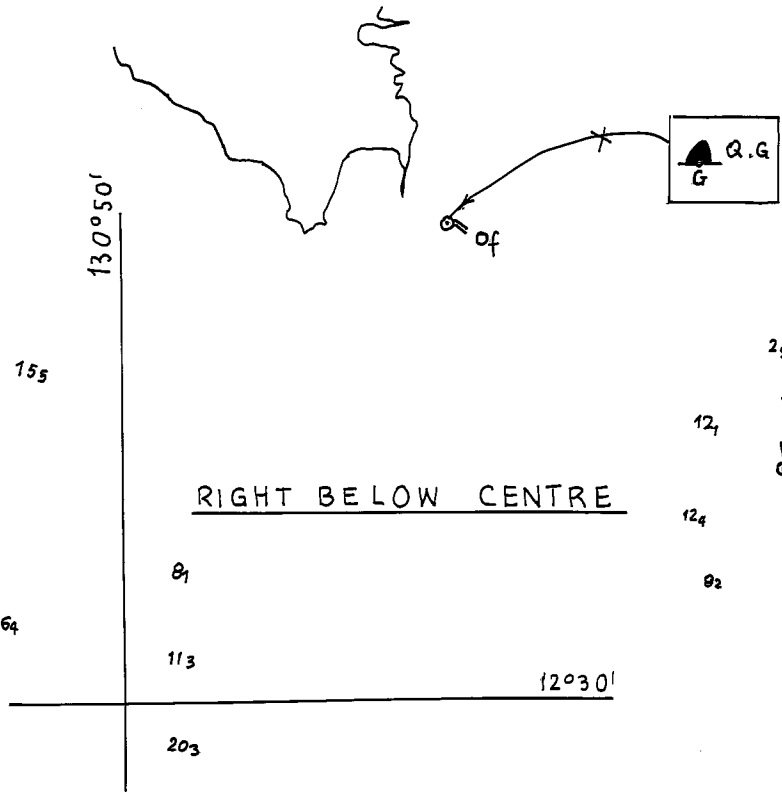 Q.G
G
130°50'
Of
15₅
12₁
RIGHT BELOW CENTRE
12₄
8₁
8₂
6₄
11₃
12°30'
20₃